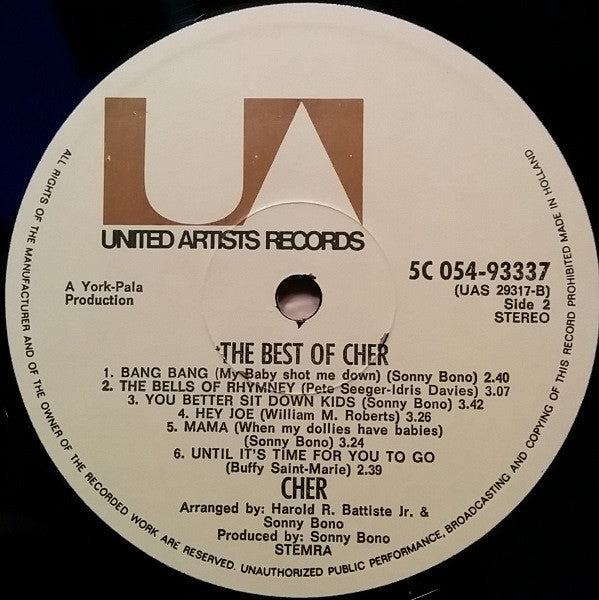 UA
UNITED ARTISTS RECORDS
A York-Pala
Production
5C 054-93337
(UAS 29317-B)
Side 2
STEREO
THE BEST OF CHER
1. BANG BANG (My Baby shot me down) (Sonny Bono) 2.40
2. THE BELLS OF RHYMNEY (Pete Seeger-Idris Davies) 3.07
3. YOU BETTER SIT DOWN KIDS (Sonny Bono) 3.42
4. HEY JOE (William M. Roberts) 3.26
5. MAMA (When my dollies have babies)
(Sonny Bono) 3.24
6. UNTIL IT'S TIME FOR YOU TO GO
(Buffy Saint-Marie) 2.39
CHER
Arranged by: Harold R. Battiste Jr. &
Sonny Bono
Produced by: Sonny Bono
STEMRA
ALL RIGHTS OF THE MANUFACTURER AND OF THE OWNER OF THE RECORDED WORK ARE RESERVED. UNAUTHORIZED PUBLIC PERFORMANCE, BROADCASTING AND COPYING OF THIS RECORD PROHIBITED MADE IN HOLLAND